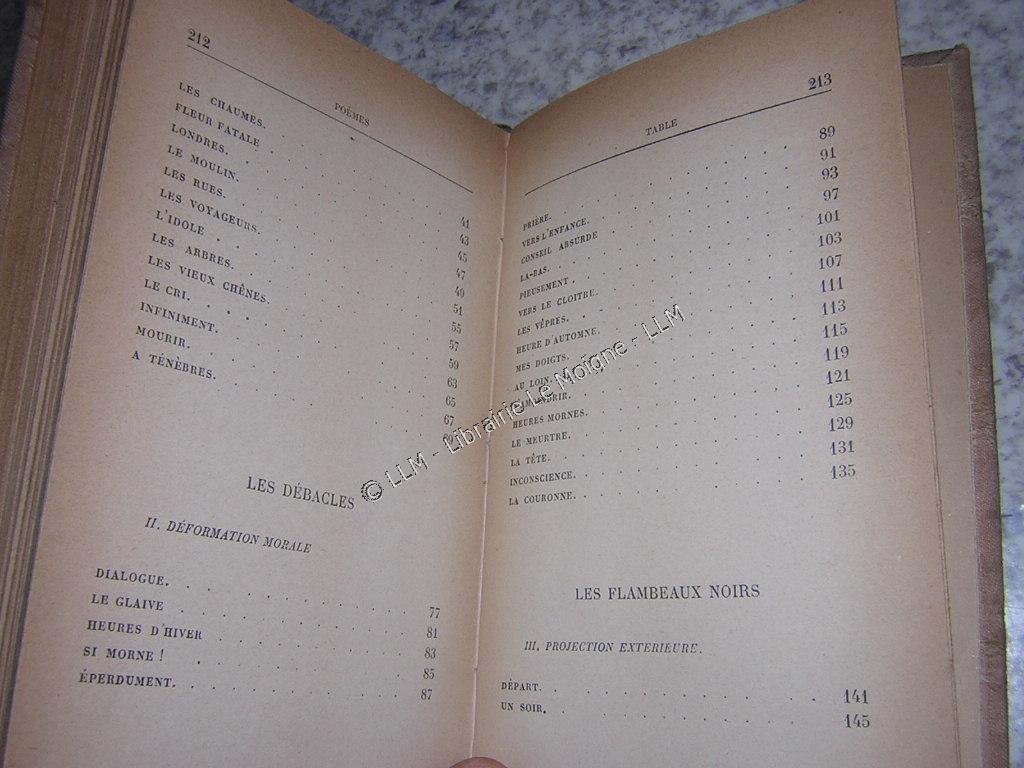 212
POÈMES
LES CHAUMES. 41
FLEUR FATALE 43
LONDRES. 45
LE MOULIN. 47
LES RUES. 49
LES VOYAGEURS. 51
L'IDOLE 55
LES ARBRES. 57
LES VIEUX CHÊNES. 59
LE CRI. 63
INFINIMENT. 65
MOURIR. 67
A TÉNÈBRES.
LES DÉBACLES
II. DÉFORMATION MORALE
DIALOGUE. 77
LE GLAIVE 81
HEURES D'HIVER 83
SI MORNE ! 85
ÉPERDUMENT. 87
213
TABLE
PRIÈRE. 89
VERS L'ENFANCE. 91
CONSEIL ABSURDE 93
LA-BAS. 97
PIEUSEMENT. 101
VERS LE CLOITRE. 103
LES VÊPRES. 107
HEURE D'AUTOMNE. 111
MES DOIGTS. 113
AU LOIN. 115
119
HEURES MORNES. 121
LE MEURTRE. 125
LA TÊTE. 129
INCONSCIENCE. 131
LA COURONNE. 135
LES FLAMBEAUX NOIRS
III. PROJECTION EXTERIEURE.
DÉPART. 141
UN SOIR. 145
© LLM - Librairie Le Moigne - LLM